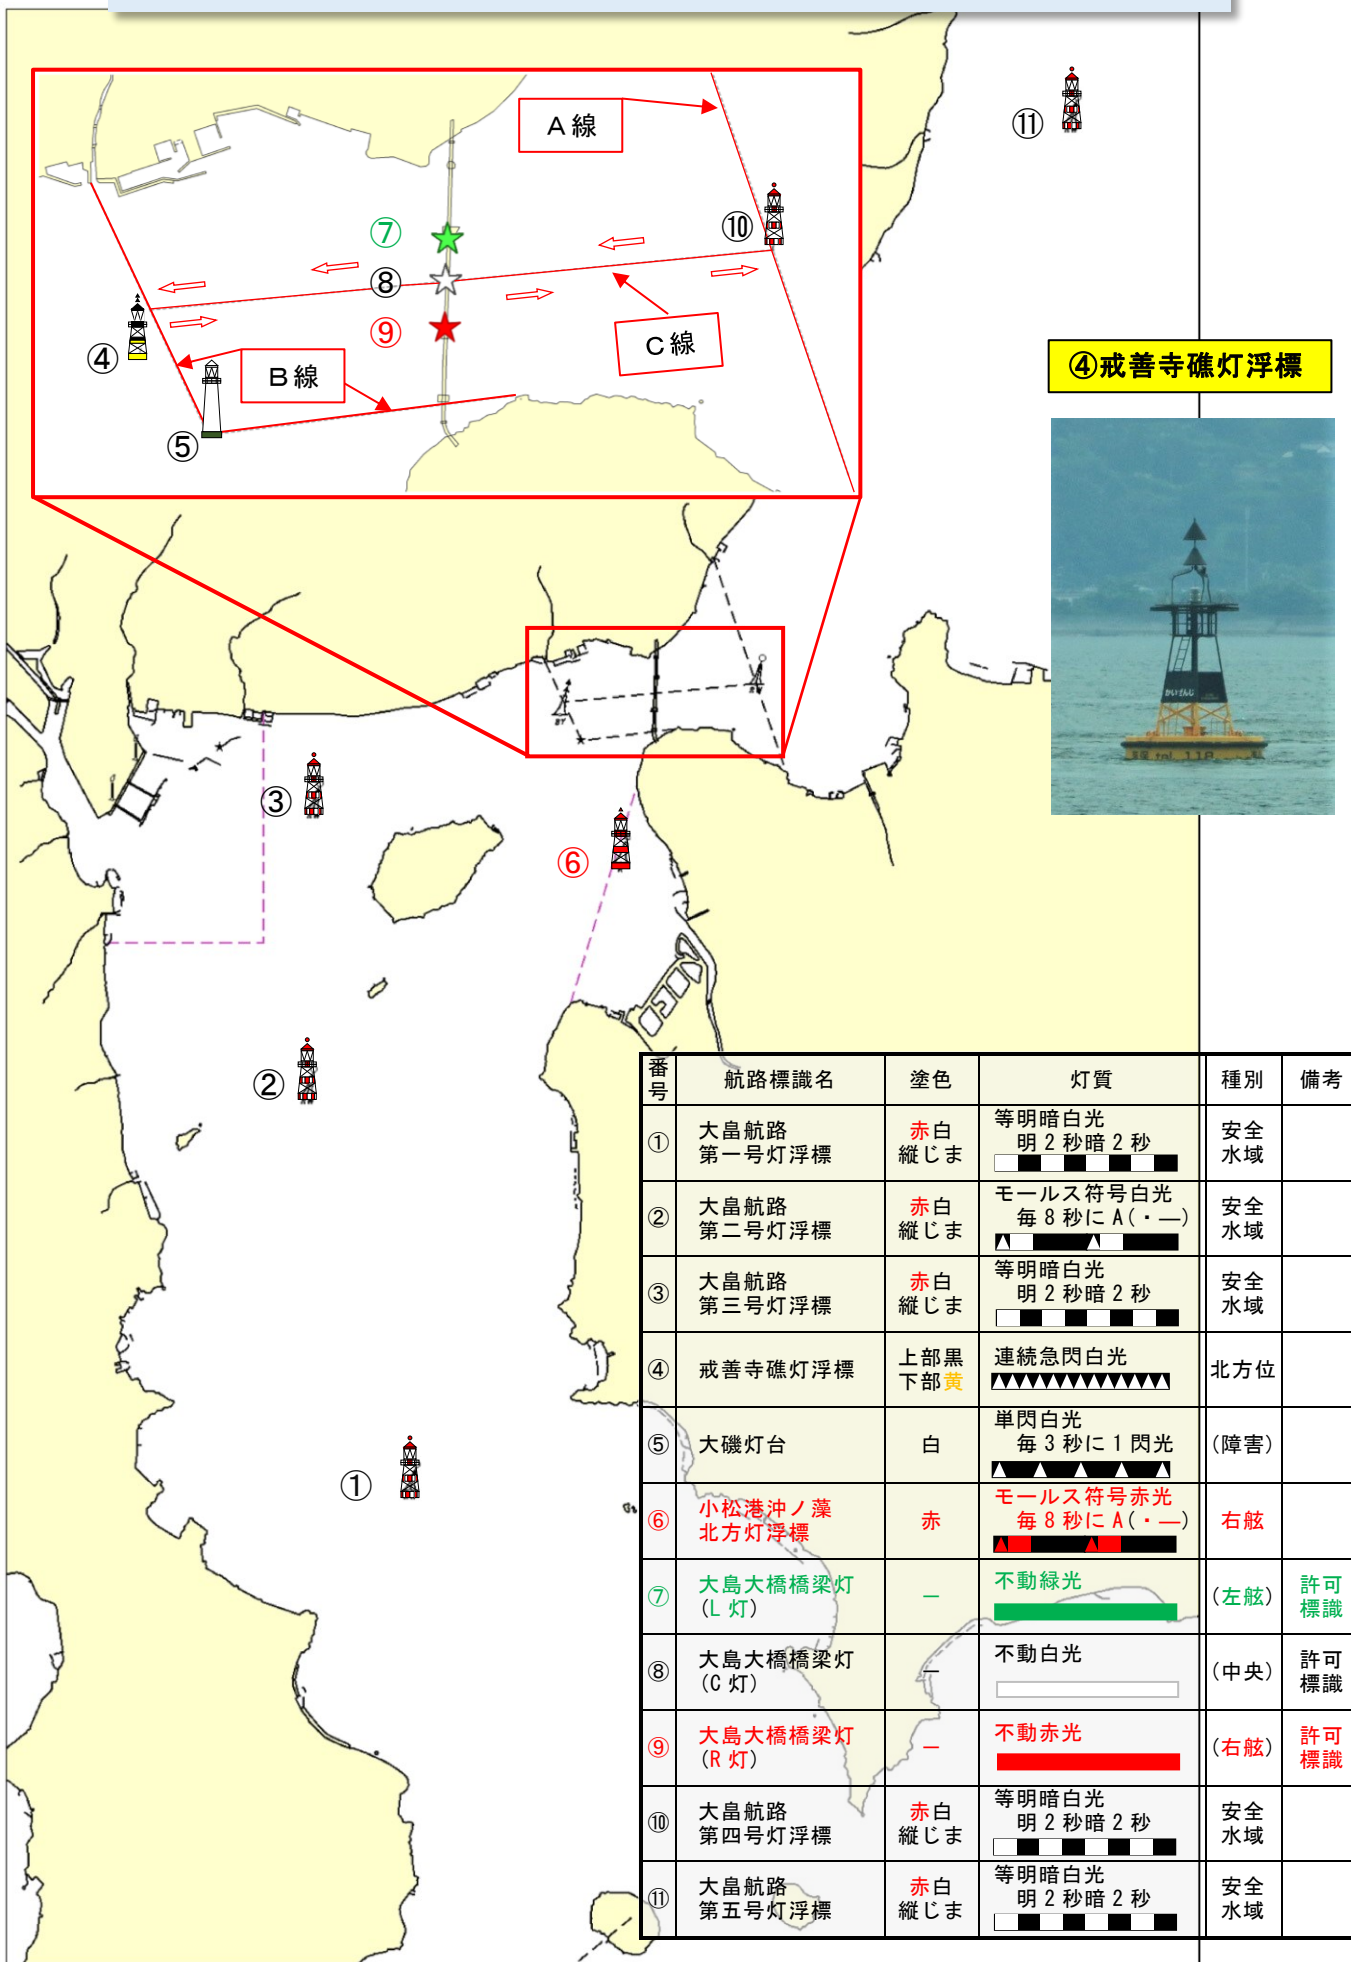 A線
⑦
⑧
⑨
⑩
C線
B線
④
⑤
⑪
④戒善寺礁灯浮標
かいぜんじ
tel 118
③
⑥
②
①
番号 航路標識名 塗色 灯質 種別 備考
① 大畠航路 第一号灯浮標 赤白 縦じま 等明暗白光 明2秒暗2秒 安全水域
② 大畠航路 第二号灯浮標 赤白 縦じま モールス符号白光 毎8秒にA(・―) 安全水域
③ 大畠航路 第三号灯浮標 赤白 縦じま 等明暗白光 明2秒暗2秒 安全水域
④ 戒善寺礁灯浮標 上部黒 下部黄 連続急閃白光 北方位
⑤ 大磯灯台 白 単閃白光 毎3秒に1閃光 (障害)
⑥ 小松港沖ノ藻 北方灯浮標 赤 モールス符号赤光 毎8秒にA(・―) 右舷
⑦ 大島大橋橋梁灯 (L灯) － 不動緑光 (左舷) 許可標識
⑧ 大島大橋橋梁灯 (C灯) － 不動白光 (中央) 許可標識
⑨ 大島大橋橋梁灯 (R灯) － 不動赤光 (右舷) 許可標識
⑩ 大畠航路 第四号灯浮標 赤白 縦じま 等明暗白光 明2秒暗2秒 安全水域
⑪ 大畠航路 第五号灯浮標 赤白 縦じま 等明暗白光 明2秒暗2秒 安全水域